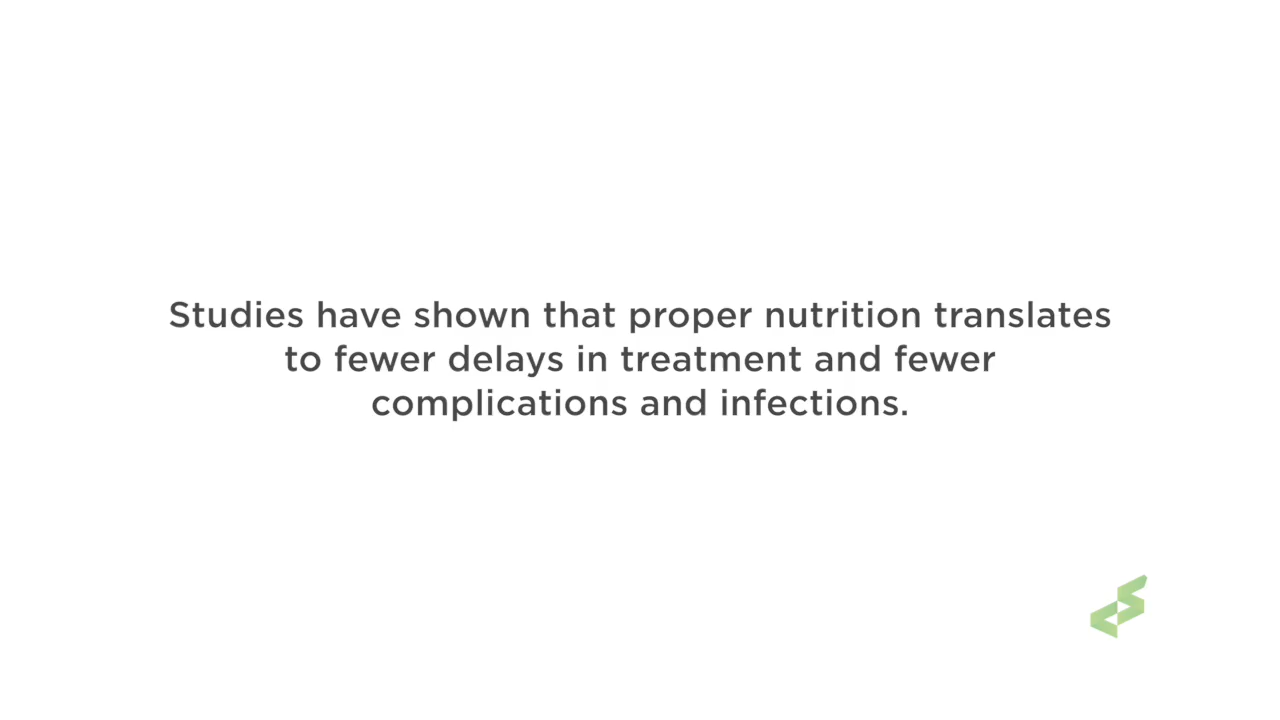 Studies have shown that proper nutrition translates
to fewer delays in treatment and fewer
complications and infections.